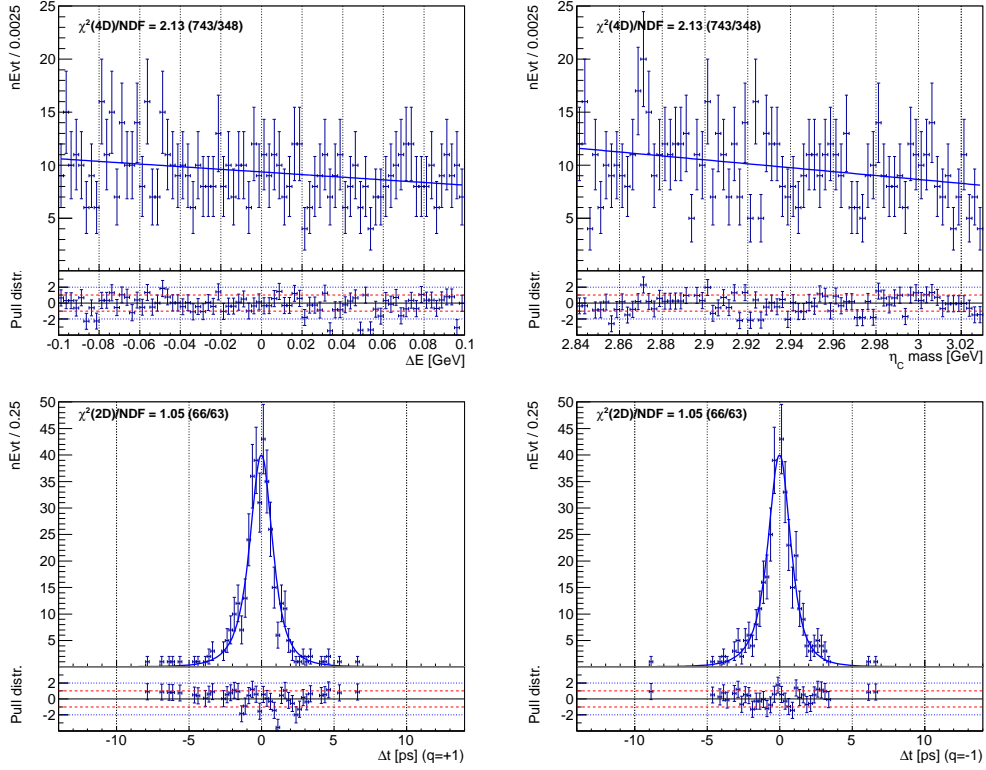 χ²(4D)/NDF = 2.13 (743/348)
nEvt / 0.0025
25
20
15
10
5
Pull distr.
2
0
-2
-0.1 -0.08 -0.06 -0.04 -0.02 0 0.02 0.04 0.06 0.08 0.1
ΔE [GeV]
χ²(4D)/NDF = 2.13 (743/348)
nEvt / 0.0025
25
20
15
10
5
Pull distr.
2
0
-2
2.84 2.86 2.88 2.9 2.92 2.94 2.96 2.98 3 3.02
η_C mass [GeV]
χ²(2D)/NDF = 1.05 (66/63)
nEvt / 0.25
50
45
40
35
30
25
20
15
10
5
Pull distr.
2
0
-2
-10 -5 0 5 10
Δt [ps] (q=+1)
χ²(2D)/NDF = 1.05 (66/63)
nEvt / 0.25
50
45
40
35
30
25
20
15
10
5
Pull distr.
2
0
-2
-10 -5 0 5 10
Δt [ps] (q=-1)